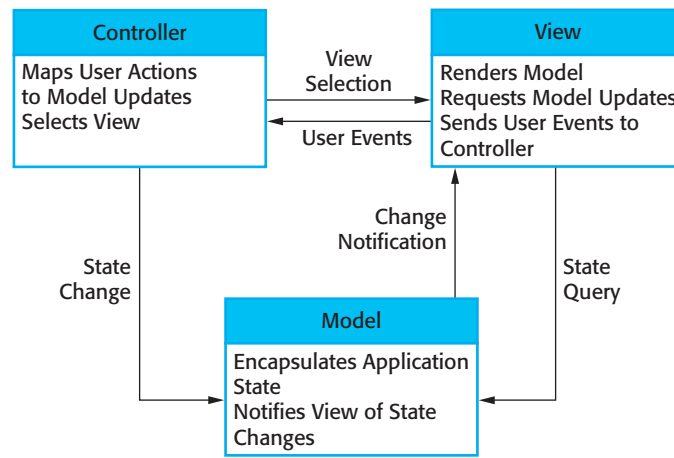 Controller
Maps User Actions
to Model Updates
Selects View
View
Selection
User Events
View
Renders Model
Requests Model Updates
Sends User Events to
Controller
State
Change
Change
Notification
State
Query
Model
Encapsulates Application
State
Notifies View of State
Changes